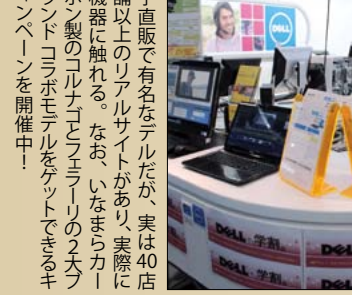 直販で有名なデルだが、実は40店
舗以上のリアルサイトがあり、実際に
機器に触れる。なお、いなまらカー
ボン製のコルナゴとフェラーリの2大ブ
ランド コラボモデルをゲットできるキ
ャンペーンを開催中！
DELL
DELL 学割
DELL
DELL 学割
DELL